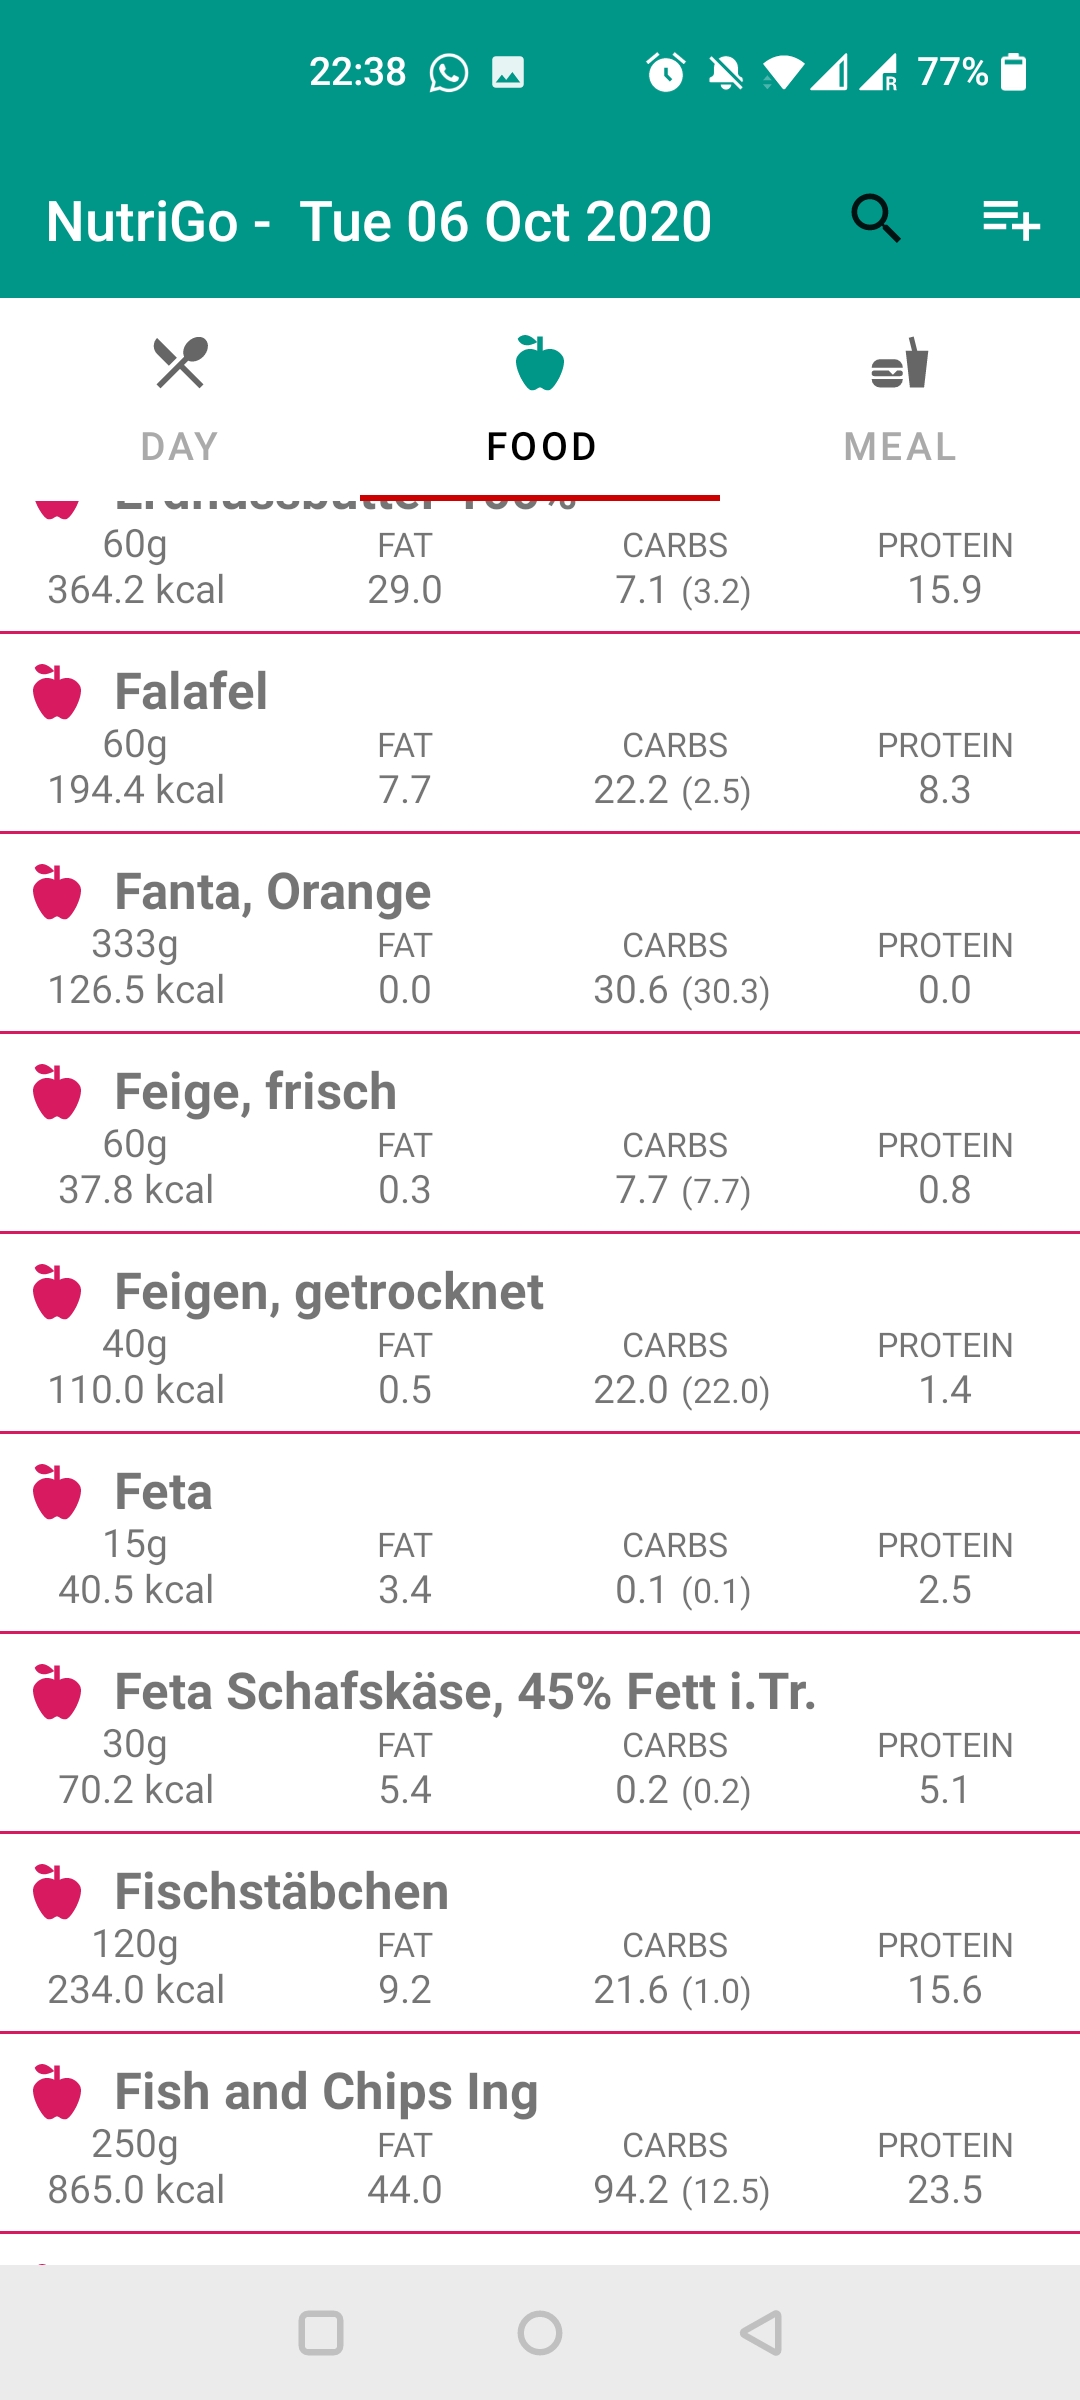 22:38 77%
NutriGo - Tue 06 Oct 2020
DAY FOOD MEAL
Erdnussbutter 100%
60g FAT CARBS PROTEIN
364.2 kcal 29.0 7.1 (3.2) 15.9
Falafel
60g FAT CARBS PROTEIN
194.4 kcal 7.7 22.2 (2.5) 8.3
Fanta, Orange
333g FAT CARBS PROTEIN
126.5 kcal 0.0 30.6 (30.3) 0.0
Feige, frisch
60g FAT CARBS PROTEIN
37.8 kcal 0.3 7.7 (7.7) 0.8
Feigen, getrocknet
40g FAT CARBS PROTEIN
110.0 kcal 0.5 22.0 (22.0) 1.4
Feta
15g FAT CARBS PROTEIN
40.5 kcal 3.4 0.1 (0.1) 2.5
Feta Schafskäse, 45% Fett i.Tr.
30g FAT CARBS PROTEIN
70.2 kcal 5.4 0.2 (0.2) 5.1
Fischstäbchen
120g FAT CARBS PROTEIN
234.0 kcal 9.2 21.6 (1.0) 15.6
Fish and Chips Ing
250g FAT CARBS PROTEIN
865.0 kcal 44.0 94.2 (12.5) 23.5